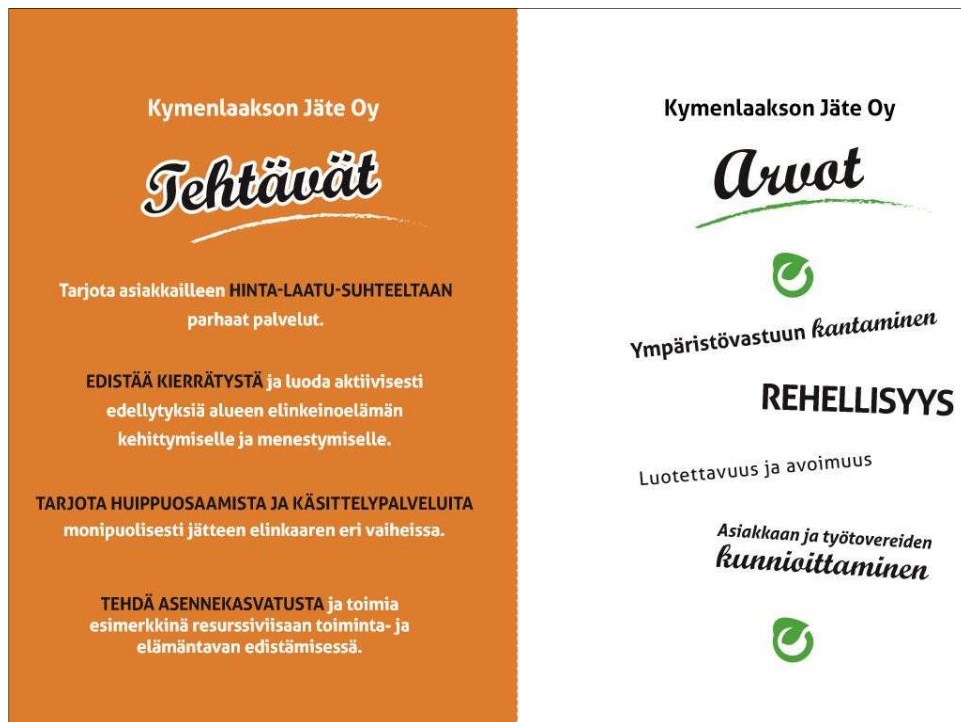 Kymenlaakson Jäte Oy
Tehtävät
Tarjota asiakkailleen HINTA-LAATU-SUHTEELTAAN
parhaat palvelut.
EDISTÄÄ KIERRÄTYSTÄ ja luoda aktiivisesti
edellytyksiä alueen elinkeinoelämän
kehittymiselle ja menestymiselle.
TARJOTA HUIPPUOSAAMISTA JA KÄSITTELYPALVELUITA
monipuolisesti jätteen elinkaaren eri vaiheissa.
TEHDÄ ASENNEKASVATUSTA ja toimia
esimerkkinä resurssiviisaan toiminta- ja
elämäntavan edistämisessä.
Kymenlaakson Jäte Oy
Arvot
Ympäristövastuun kantaminen
REHELLISYYS
Luotettavuus ja avoimuus
Asiakkaan ja työtovereiden
kunnioittaminen